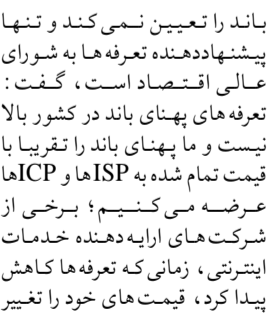 باند را تعیین نمی‌کند و تنها
پیشنهاددهنده تعرفه‌ها به شورای
عالی اقتصاد است، گفت:
تعرفه‌های پهنای باند در کشور بالا
نیست و ما پهنای باند را تقریبا با
قیمت تمام شده به ISPها و ICPها
عرضه می‌کنیم؛ برخی از
شرکت‌های ارایه‌دهنده خدمات
اینترنتی، زمانی‌که تعرفه‌ها کاهش
پیدا کرد، قیمت‌های خود را تغییر